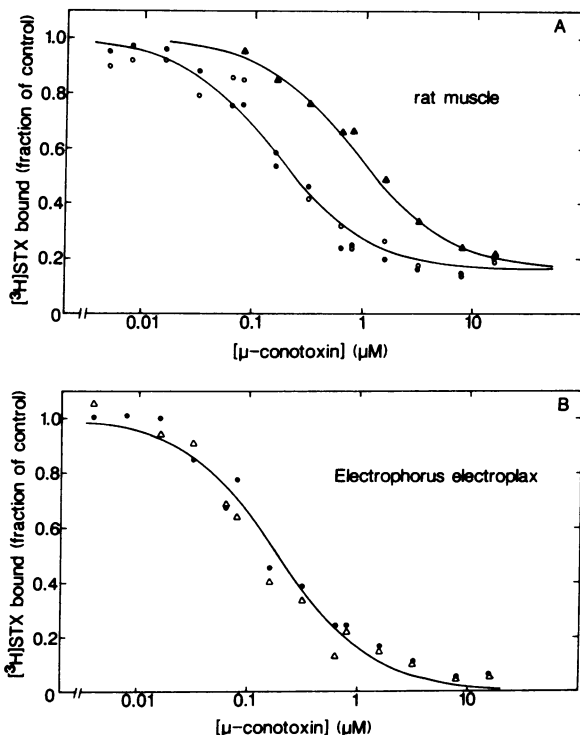 A
rat muscle
[³H]STX bound (fraction of control)
1.0
0.8
0.6
0.4
0.2
0
0.01
0.1
1
10
[μ-conotoxin] (μM)
B
Electrophorus electroplax
[³H]STX bound (fraction of control)
1.0
0.8
0.6
0.4
0.2
0
0.01
0.1
1
10
[μ-conotoxin] (μM)